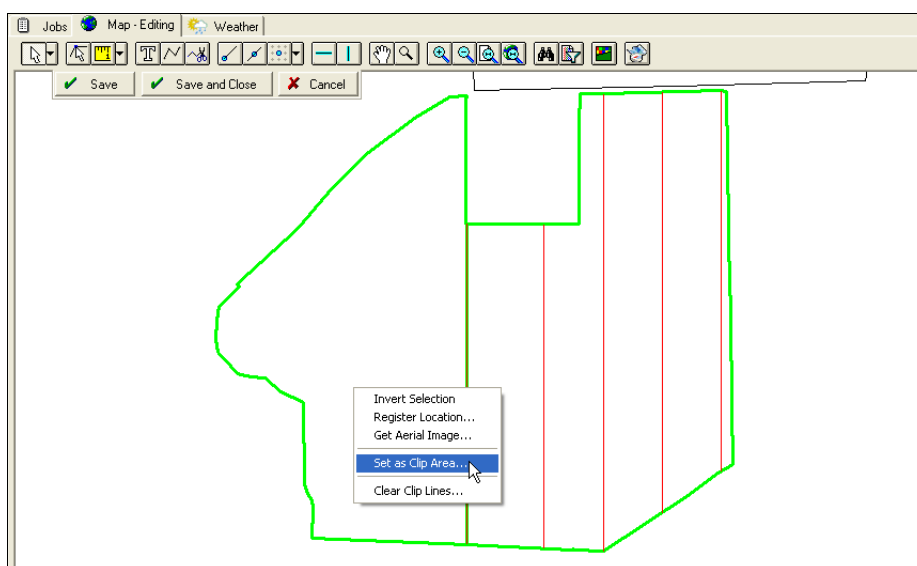 Jobs Map - Editing Weather
Save Save and Close Cancel
Invert Selection
Register Location...
Get Aerial Image...
Set as Clip Area...
Clear Clip Lines...